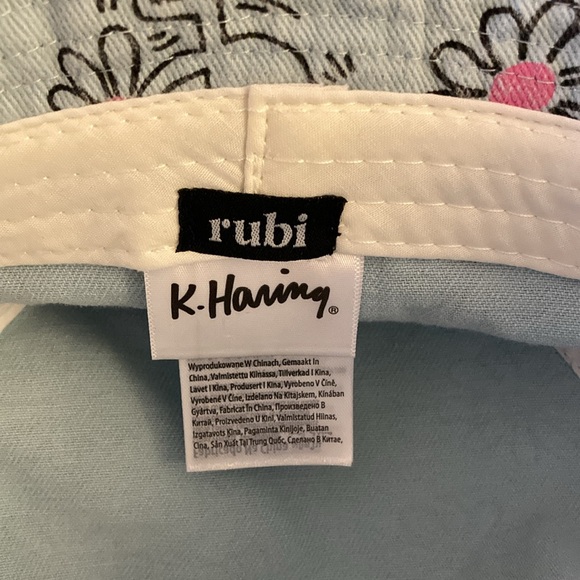 rubi
K.Haring®
Wyprodukowane W Chinach, Gemaakt In
China, Valmistettu Kiinassa, Tillverkad I Kina,
Lavet I Kina, Produsert I Kina, Vyrobeno V Číně,
Vyrobené V Číne, Izdelano Na Kitajskem, Kínában
Gyártva, Fabricat În China, Произведено В
Китай, Proizvedeno U Kini, Valmistatud Hiinas,
Izgatavots Ķīna, Pagaminta Kinijoje, Buatan
Cina, Sản Xuất Tại Trung Quốc, Сделано В Китае,